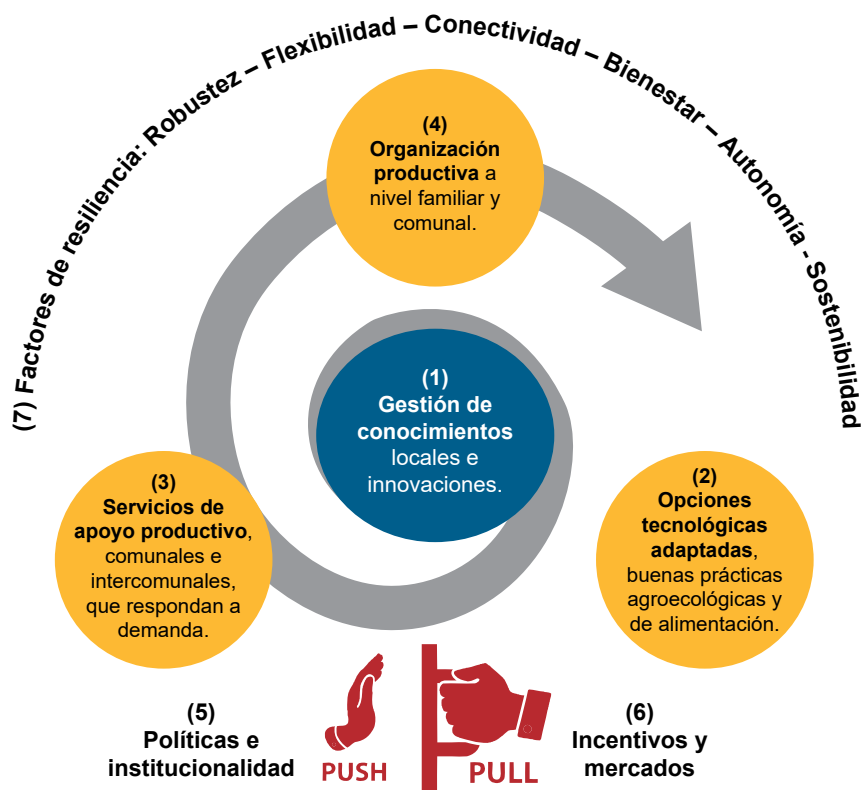 (7) Factores de resiliencia: Robustez – Flexibilidad – Conectividad – Bienestar – Autonomía - Sostenibilidad
(4)
Organización
productiva a
nivel familiar y
comunal.
(1)
Gestión de
conocimientos
locales e
innovaciones.
(3)
Servicios de
apoyo productivo,
comunales e
intercomunales,
que respondan a
demanda.
(2)
Opciones
tecnológicas
adaptadas,
buenas prácticas
agroecológicas y
de alimentación.
(5)
Políticas e
institucionalidad
PUSH
PULL
(6)
Incentivos y
mercados